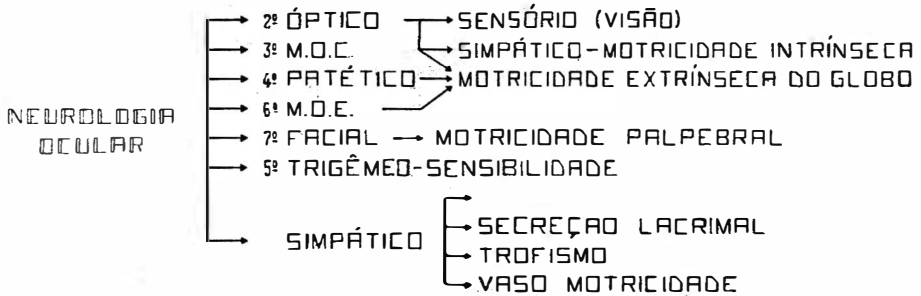 2º ÓPTICO SENSÓRIO (VISÃO)
3º M.O.C. SIMPÁTICO-MOTRICIDADE INTRÍNSECA
4º PATÉTICO MOTRICIDADE EXTRÍNSECA DO GLOBO
NEUROLOGIA
OCULAR
6º M.O.E.
7º FACIAL MOTRICIDADE PALPEBRAL
5º TRIGÊMEO-SENSIBILIDADE
SIMPÁTICO
SECREÇAO LACRIMAL
TROFISMO
VASO MOTRICIDADE